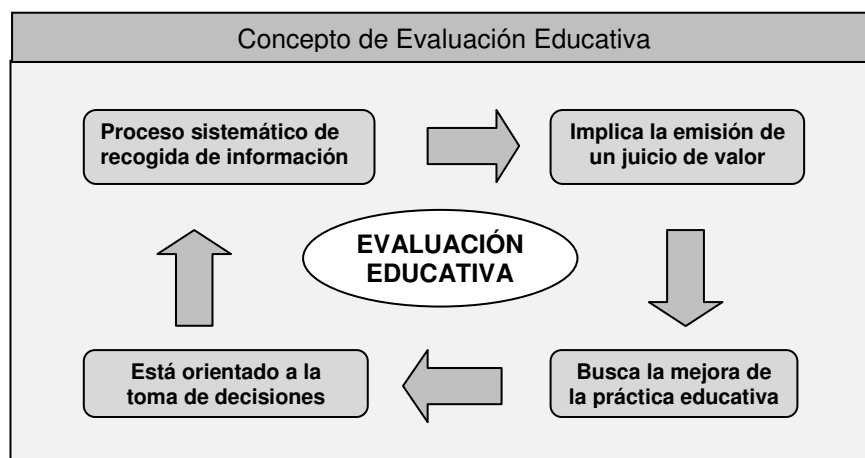 Concepto de Evaluación Educativa
Proceso sistemático de
recogida de información
Implica la emisión de
un juicio de valor
EVALUACIÓN
EDUCATIVA
Está orientado a la
toma de decisiones
Busca la mejora de
la práctica educativa